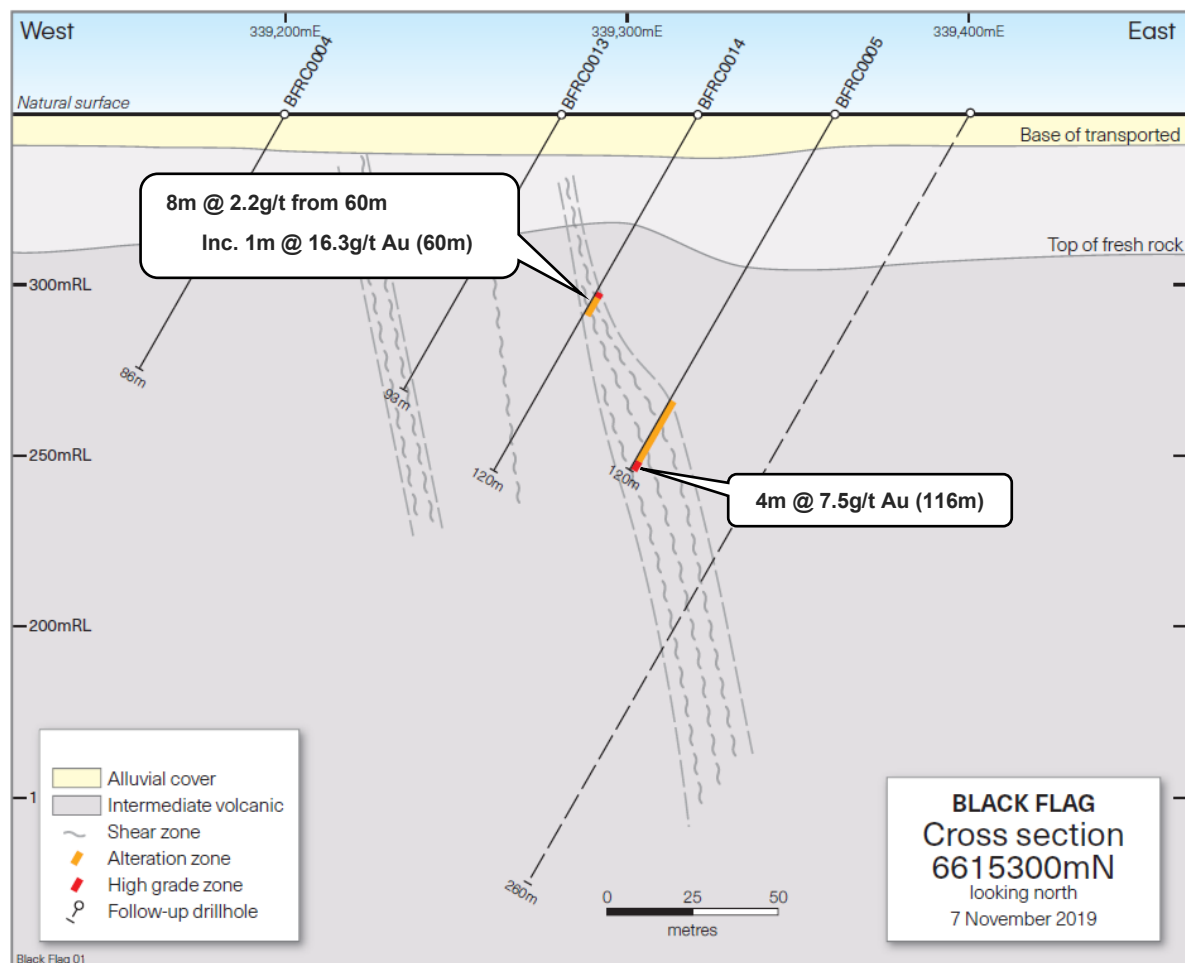 West
339,200mE
339,300mE
339,400mE
East
BFRC0004
BFRC0013
BFRC0014
BFRC0005
Natural surface
Base of transported
8m @ 2.2g/t from 60m
Inc. 1m @ 16.3g/t Au (60m)
Top of fresh rock
300mRL
86m
93m
250mRL
120m
120m
4m @ 7.5g/t Au (116m)
200mRL
1
260m
Alluvial cover
Intermediate volcanic
Shear zone
Alteration zone
High grade zone
Follow-up drillhole
0 25 50
metres
BLACK FLAG
Cross section
6615300mN
looking north
7 November 2019
Black Flag 01